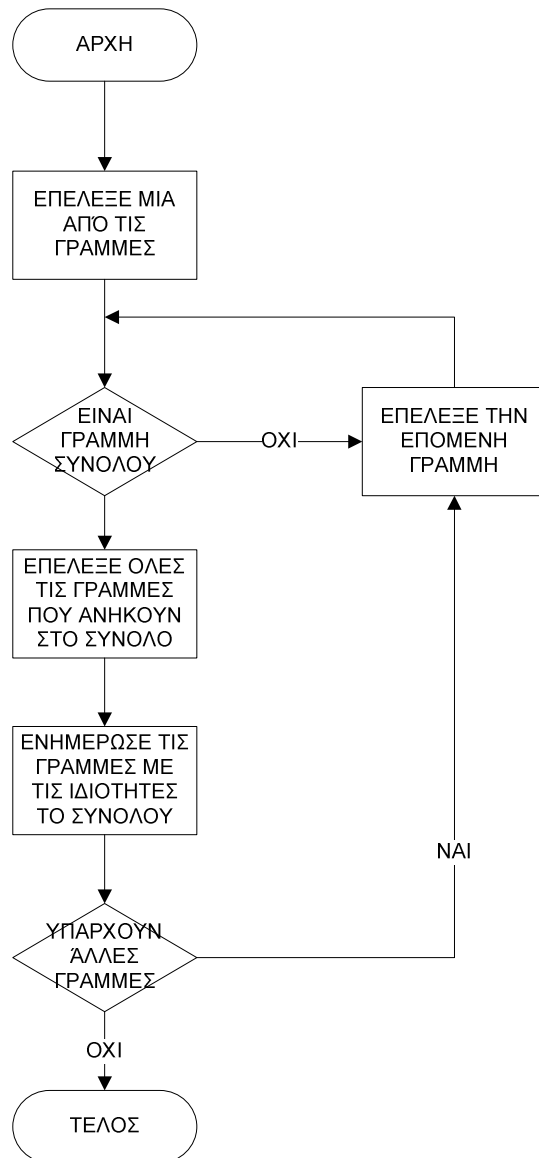 ΑΡΧΗ
ΕΠΕΛΕΞΕ ΜΙΑ
ΑΠΌ ΤΙΣ
ΓΡΑΜΜΕΣ
ΕΙΝΑΙ
ΓΡΑΜΜΗ
ΣΥΝΟΛΟΥ
ΟΧΙ
ΕΠΕΛΕΞΕ ΤΗΝ
ΕΠΟΜΕΝΗ
ΓΡΑΜΜΗ
ΕΠΕΛΕΞΕ ΟΛΕΣ
ΤΙΣ ΓΡΑΜΜΕΣ
ΠΟΥ ΑΝΗΚΟΥΝ
ΣΤΟ ΣΥΝΟΛΟ
ΕΝΗΜΕΡΩΣΕ ΤΙΣ
ΓΡΑΜΜΕΣ ΜΕ
ΤΙΣ ΙΔΙΟΤΗΤΕΣ
ΤΟ ΣΥΝΟΛΟΥ
ΝΑΙ
ΥΠΑΡΧΟΥΝ
ΆΛΛΕΣ
ΓΡΑΜΜΕΣ
ΟΧΙ
ΤΕΛΟΣ